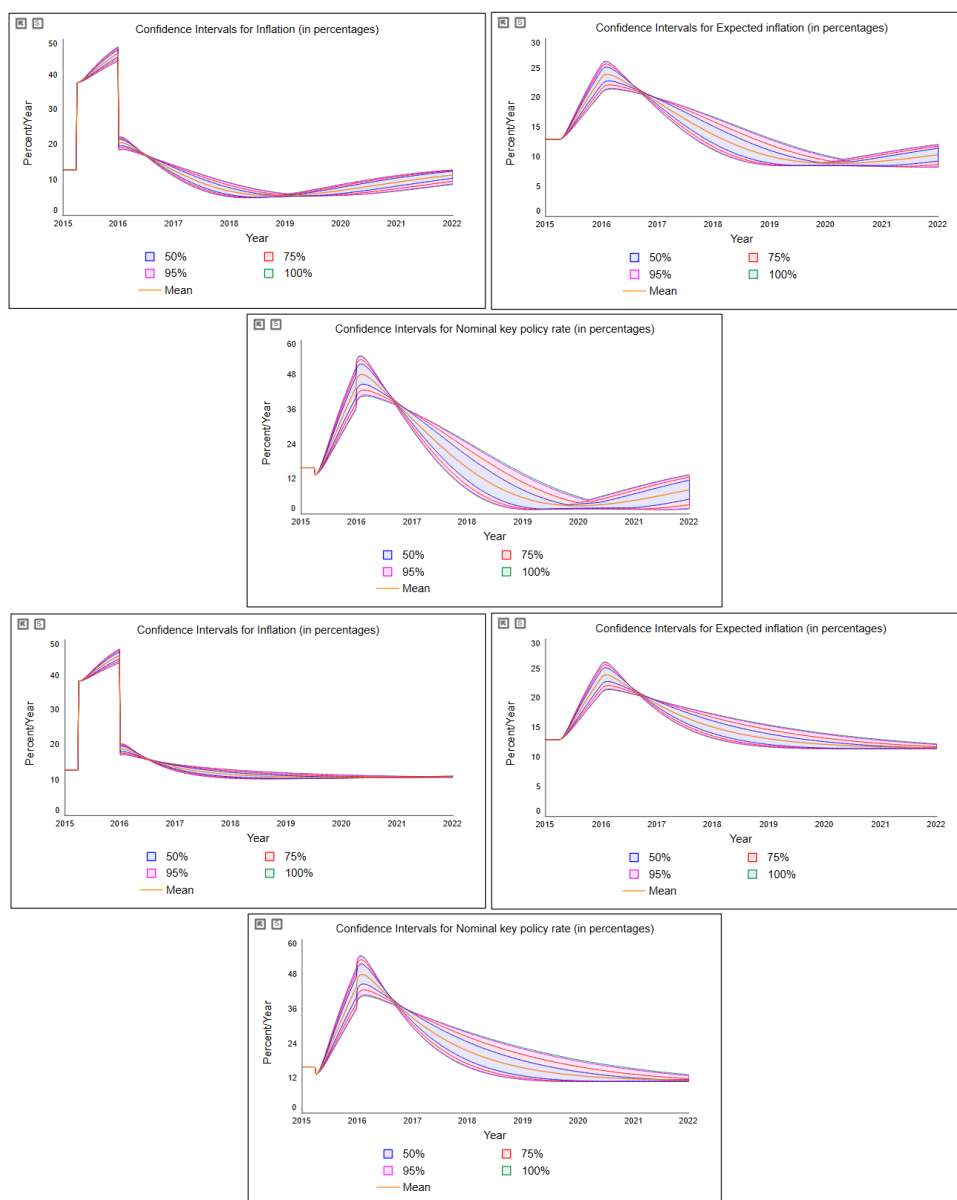 S
Confidence Intervals for Inflation (in percentages)
Percent/Year
50
40
30
20
10
0
2015 2016 2017 2018 2019 2020 2021 2022
Year
50% 75%
95% 100%
Mean
S
Confidence Intervals for Expected inflation (in percentages)
Percent/Year
30
25
20
15
10
5
0
2015 2016 2017 2018 2019 2020 2021 2022
Year
50% 75%
95% 100%
Mean
S
Confidence Intervals for Nominal key policy rate (in percentages)
Percent/Year
60
48
36
24
12
0
2015 2016 2017 2018 2019 2020 2021 2022
Year
50% 75%
95% 100%
Mean
S
Confidence Intervals for Inflation (in percentages)
Percent/Year
50
40
30
20
10
0
2015 2016 2017 2018 2019 2020 2021 2022
Year
50% 75%
95% 100%
Mean
S
Confidence Intervals for Expected inflation (in percentages)
Percent/Year
30
25
20
15
10
5
0
2015 2016 2017 2018 2019 2020 2021 2022
Year
50% 75%
95% 100%
Mean
S
Confidence Intervals for Nominal key policy rate (in percentages)
Percent/Year
60
48
36
24
12
0
2015 2016 2017 2018 2019 2020 2021 2022
Year
50% 75%
95% 100%
Mean